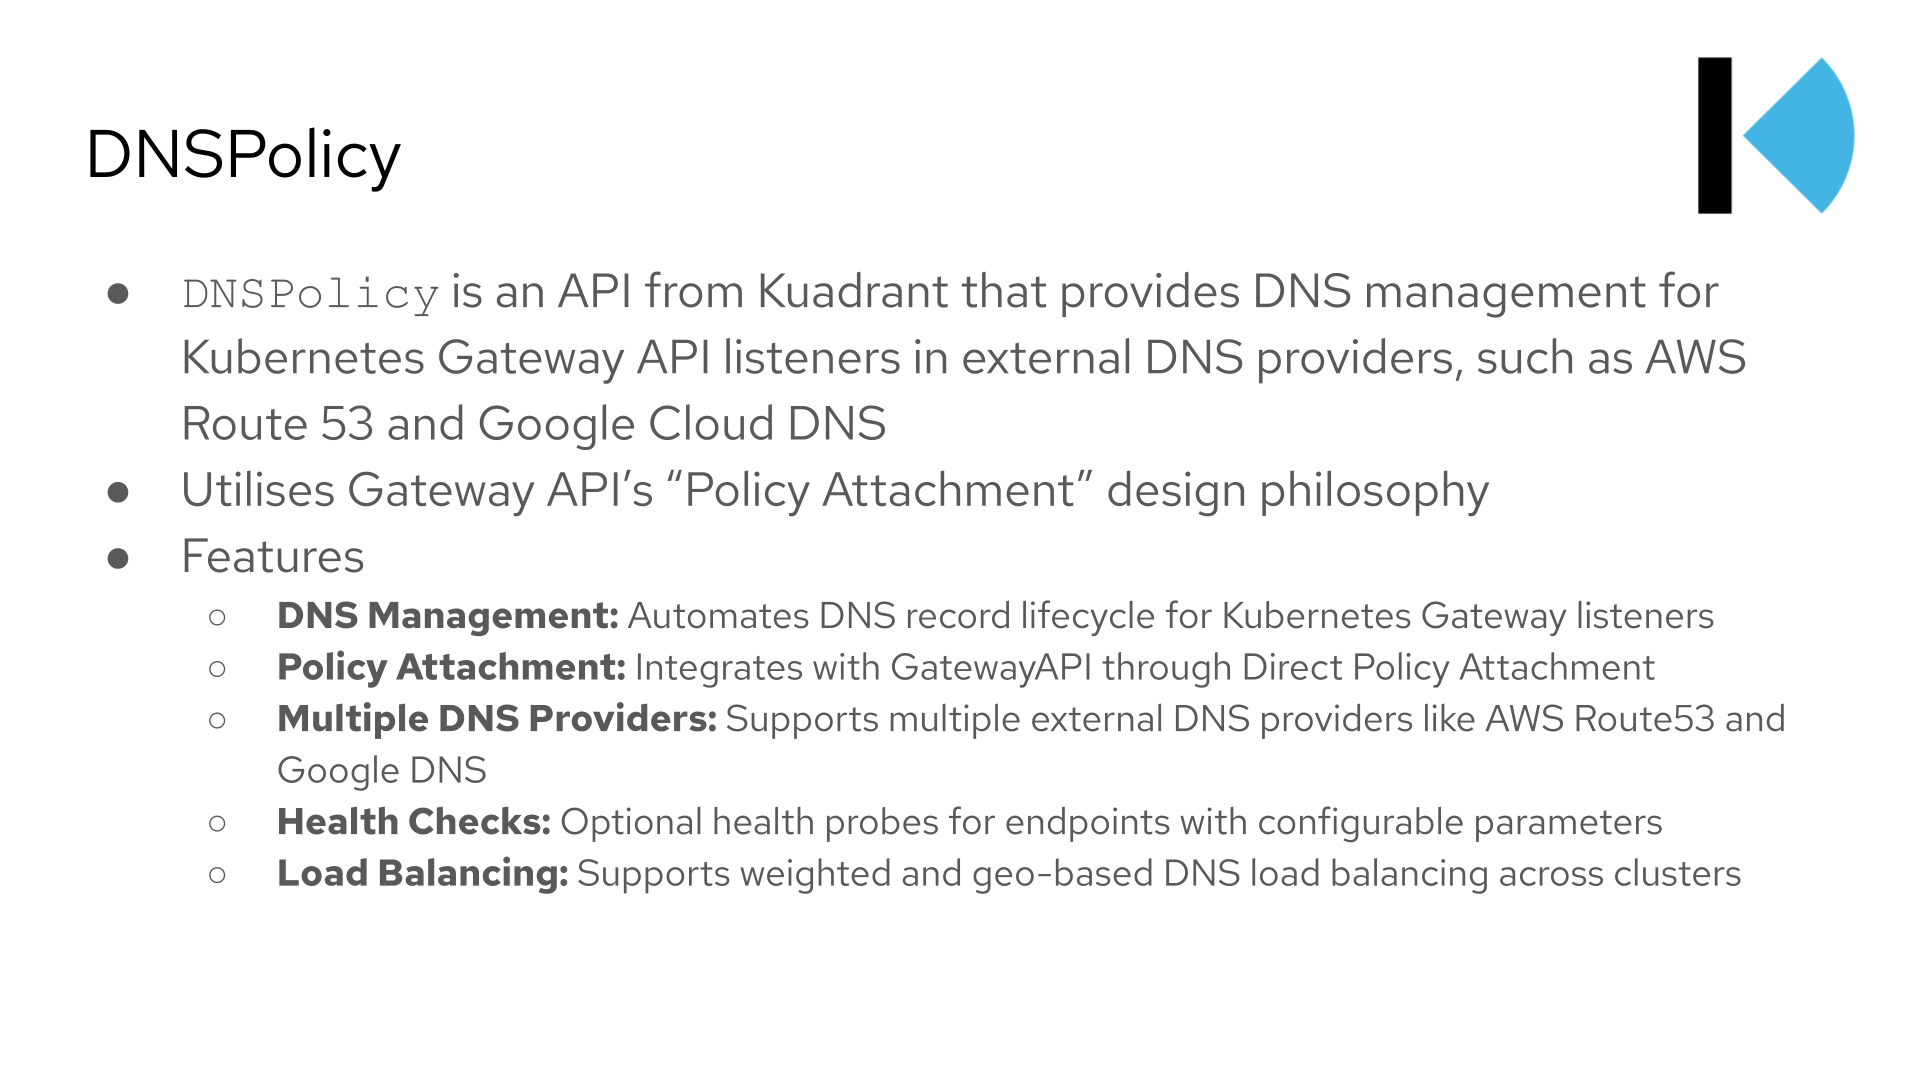 DNSPolicy
● DNSPolicy is an API from Kuadrant that provides DNS management for
Kubernetes Gateway API listeners in external DNS providers, such as AWS
Route 53 and Google Cloud DNS
● Utilises Gateway API’s “Policy Attachment” design philosophy
● Features
○ DNS Management: Automates DNS record lifecycle for Kubernetes Gateway listeners
○ Policy Attachment: Integrates with GatewayAPI through Direct Policy Attachment
○ Multiple DNS Providers: Supports multiple external DNS providers like AWS Route53 and
Google DNS
○ Health Checks: Optional health probes for endpoints with configurable parameters
○ Load Balancing: Supports weighted and geo-based DNS load balancing across clusters